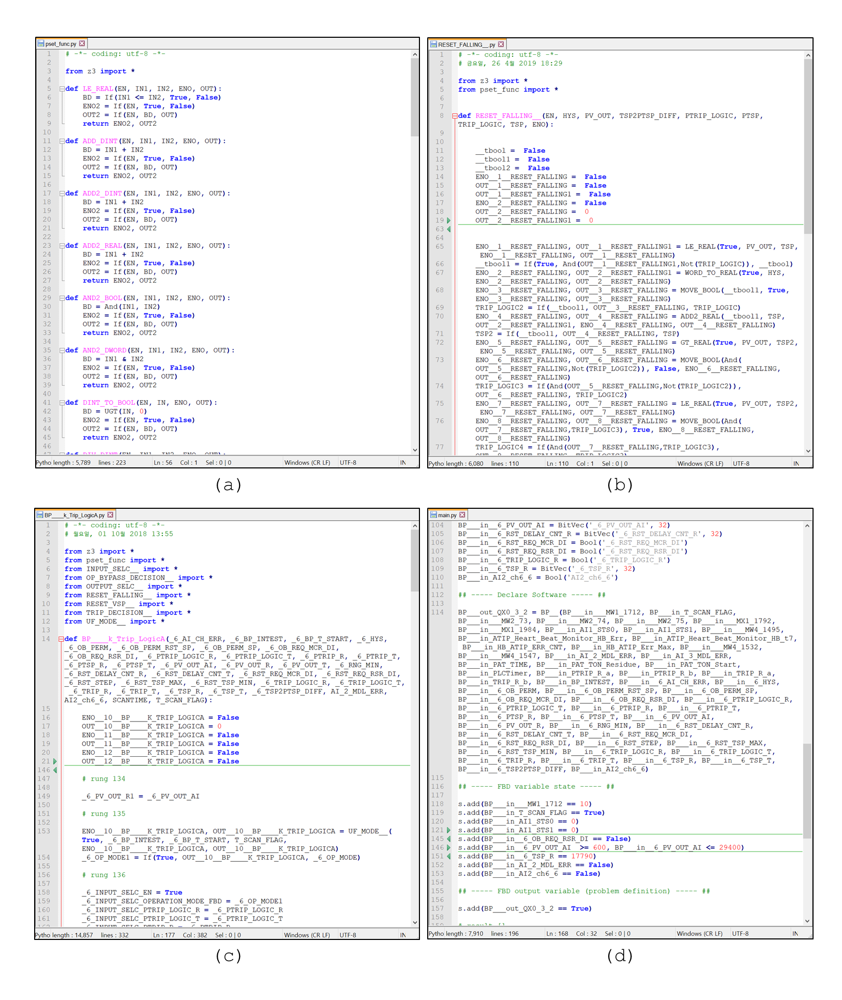 pset_func.py
1 # -*- coding: utf-8 -*-
2
3 from z3 import *
4
5 def LE_REAL(EN, IN1, IN2, ENO, OUT):
6 BD = If(IN1 <= IN2, True, False)
7 ENO2 = If(EN, True, False)
8 OUT2 = If(EN, BD, OUT)
9 return ENO2, OUT2
10
11 def ADD_DINT(EN, IN1, IN2, ENO, OUT):
12 BD = IN1 + IN2
13 ENO2 = If(EN, True, False)
14 OUT2 = If(EN, BD, OUT)
15 return ENO2, OUT2
16
17 def ADD2_DINT(EN, IN1, IN2, ENO, OUT):
18 BD = IN1 + IN2
19 ENO2 = If(EN, True, False)
20 OUT2 = If(EN, BD, OUT)
21 return ENO2, OUT2
22
23 def ADD2_REAL(EN, IN1, IN2, ENO, OUT):
24 BD = IN1 + IN2
25 ENO2 = If(EN, True, False)
26 OUT2 = If(EN, BD, OUT)
27 return ENO2, OUT2
28
29 def AND2_BOOL(EN, IN1, IN2, ENO, OUT):
30 BD = And(IN1, IN2)
31 ENO2 = If(EN, True, False)
32 OUT2 = If(EN, BD, OUT)
33 return ENO2, OUT2
34
35 def AND2_DWORD(EN, IN1, IN2, ENO, OUT):
36 BD = IN1 & IN2
37 ENO2 = If(EN, True, False)
38 OUT2 = If(EN, BD, OUT)
39 return ENO2, OUT2
40
41 def DINT_TO_BOOL(EN, IN, ENO, OUT):
42 BD = UGT(IN, 0)
43 ENO2 = If(EN, True, False)
44 OUT2 = If(EN, BD, OUT)
45 return ENO2, OUT2
46
47 def DIV_DINT(EN, IN1, IN2, ENO, OUT):
Pytho length : 5,789 lines : 223 Ln : 56 Col : 1 Sel : 0 | 0 Windows (CR LF) UTF-8 IN
(a)
RESET_FALLING__.py
1 # -*- coding: utf-8 -*-
2 # 금요일, 26 4월 2019 18:29
3
4 from z3 import *
5 from pset_func import *
6
7
8 def RESET_FALLING__(EN, HYS, PV_OUT, TSP2PTSP_DIFF, PTRIP_LOGIC, PTSP,
TRIP_LOGIC, TSP, ENO):
9
10
11 __tbool = False
12 __tbool1 = False
13 __tbool2 = False
14 ENO__1__RESET_FALLING = False
15 OUT__1__RESET_FALLING = False
16 OUT__1__RESET_FALLING1 = False
17 ENO__2__RESET_FALLING = False
18 OUT__2__RESET_FALLING = 0
19 OUT__2__RESET_FALLING1 = 0
63
64
65 ENO__1__RESET_FALLING, OUT__1__RESET_FALLING1 = LE_REAL(True, PV_OUT, TSP,
ENO__1__RESET_FALLING, OUT__1__RESET_FALLING)
66 __tbool1 = If(True, And(OUT__1__RESET_FALLING1,Not(TRIP_LOGIC)), __tbool)
67 ENO__2__RESET_FALLING, OUT__2__RESET_FALLING1 = WORD_TO_REAL(True, HYS,
ENO__2__RESET_FALLING, OUT__2__RESET_FALLING)
68 ENO__3__RESET_FALLING, OUT__3__RESET_FALLING = MOVE_BOOL(__tbool1, True,
ENO__3__RESET_FALLING, OUT__3__RESET_FALLING)
69 TRIP_LOGIC2 = If(__tbool1, OUT__3__RESET_FALLING, TRIP_LOGIC)
70 ENO__4__RESET_FALLING, OUT__4__RESET_FALLING = ADD2_REAL(__tbool1, TSP,
OUT__2__RESET_FALLING1, ENO__4__RESET_FALLING, OUT__4__RESET_FALLING)
71 TSP2 = If(__tbool1, OUT__4__RESET_FALLING, TSP)
72 ENO__5__RESET_FALLING, OUT__5__RESET_FALLING = GT_REAL(True, PV_OUT, TSP2,
ENO__5__RESET_FALLING, OUT__5__RESET_FALLING)
73 ENO__6__RESET_FALLING, OUT__6__RESET_FALLING = MOVE_BOOL(And(
OUT__5__RESET_FALLING,Not(TRIP_LOGIC2)), False, ENO__6__RESET_FALLING,
OUT__6__RESET_FALLING)
74 TRIP_LOGIC3 = If(And(OUT__5__RESET_FALLING,Not(TRIP_LOGIC2)),
OUT__6__RESET_FALLING, TRIP_LOGIC2)
75 ENO__7__RESET_FALLING, OUT__7__RESET_FALLING = LE_REAL(True, PV_OUT, TSP2,
ENO__7__RESET_FALLING, OUT__7__RESET_FALLING)
76 ENO__8__RESET_FALLING, OUT__8__RESET_FALLING = MOVE_BOOL(And(
OUT__7__RESET_FALLING,TRIP_LOGIC3), True, ENO__8__RESET_FALLING,
OUT__8__RESET_FALLING)
77 TRIP_LOGIC4 = If(And(OUT__7__RESET_FALLING,TRIP_LOGIC3),
OUT__8__RESET_FALLING, TRIP_LOGIC3)
Pytho length : 6,080 lines : 110 Ln : 110 Col : 1 Sel : 0 | 0 Windows (CR LF) UTF-8 IN
(b)
BP____k_Trip_LogicA.py
1 # -*- coding: utf-8 -*-
2 # 월요일, 01 10월 2018 13:55
3
4 from z3 import *
5 from pset_func import *
6 from INPUT_SELC__ import *
7 from OP_BYPASS_DECISION__ import *
8 from OUTPUT_SELC__ import *
9 from RESET_FALLING__ import *
10 from RESET_VSP__ import *
11 from TRIP_DECISION__ import *
12 from UF_MODE__ import *
13
14 def BP____k_Trip_LogicA(_6_AI_CH_ERR, _6_BP_INTEST, _6_BP_T_START, _6_HYS,
_6_OB_PERM, _6_OB_PERM_RST_SP, _6_OB_PERM_SP, _6_OB_REQ_MCR_DI,
_6_OB_REQ_RSR_DI, _6_PTRIP_LOGIC_R, _6_PTRIP_LOGIC_T, _6_PTRIP_R, _6_PTRIP_T,
_6_PTSP_R, _6_PTSP_T, _6_PV_OUT_AI, _6_PV_OUT_R, _6_PV_OUT_T, _6_RNG_MIN,
_6_RST_DELAY_CNT_R, _6_RST_DELAY_CNT_T, _6_RST_REQ_MCR_DI, _6_RST_REQ_RSR_DI,
_6_RST_STEP, _6_RST_TSP_MAX, _6_RST_TSP_MIN, _6_TRIP_LOGIC_R, _6_TRIP_LOGIC_T,
_6_TRIP_R, _6_TRIP_T, _6_TSP_R, _6_TSP_T, _6_TSP2PTSP_DIFF, AI_2_MDL_ERR,
AI2_ch6_6, SCANTIME, T_SCAN_FLAG):
15
16 ENO__10__BP____K_TRIP_LOGICA = False
17 OUT__10__BP____K_TRIP_LOGICA = 0
18 ENO__11__BP____K_TRIP_LOGICA = False
19 OUT__11__BP____K_TRIP_LOGICA = False
20 ENO__12__BP____K_TRIP_LOGICA = False
21 OUT__12__BP____K_TRIP_LOGICA = False
146
147 # rung 134
148
149 _6_PV_OUT_R1 = _6_PV_OUT_AI
150
151 # rung 135
152
153 ENO__10__BP____K_TRIP_LOGICA, OUT__10__BP____K_TRIP_LOGICA = UF_MODE__(
True, _6_BP_INTEST, _6_BP_T_START, T_SCAN_FLAG,
ENO__10__BP____K_TRIP_LOGICA, OUT__10__BP____K_TRIP_LOGICA)
154 _6_OP_MODE1 = If(True, OUT__10__BP____K_TRIP_LOGICA, _6_OP_MODE)
155
156 # rung 136
157
158 _6_INPUT_SELC_EN = True
159 _6_INPUT_SELC_OPERATION_MODE_FBD = _6_OP_MODE1
160 _6_INPUT_SELC_PTRIP_LOGIC_R = _6_PTRIP_LOGIC_R
161 _6_INPUT_SELC_PTRIP_LOGIC_T = _6_PTRIP_LOGIC_T
162 _6_INPUT_SELC_PTRIP_R = _6_PTRIP_R
Pytho length : 14,857 lines : 332 Ln : 177 Col : 382 Sel : 0 | 0 Windows (CR LF) UTF-8 IN
(c)
main.py
104 BP___in__6_PV_OUT_AI = BitVec('_6_PV_OUT_AI', 32)
105 BP___in__6_RST_DELAY_CNT_R = BitVec('_6_RST_DELAY_CNT_R', 32)
106 BP___in__6_RST_REQ_MCR_DI = Bool('_6_RST_REQ_MCR_DI')
107 BP___in__6_RST_REQ_RSR_DI = Bool('_6_RST_REQ_RSR_DI')
108 BP___in__6_TRIP_LOGIC_R = Bool('_6_TRIP_LOGIC_R')
109 BP___in__6_TSP_R = BitVec('_6_TSP_R', 32)
110 BP___in_AI2_ch6_6 = Bool('AI2_ch6_6')
111
112 ## ----- Declare Software ----- ##
113
114 BP___out_QX0_3_2 = BP__(BP___in___MW1_1712, BP___in_T_SCAN_FLAG,
BP___in___MW2_73, BP___in___MW2_74, BP___in___MW2_75, BP___in___MX1_1792,
BP___in___MX1_1984, BP___in_AI1_STS0, BP___in_AI1_STS1, BP___in___MW4_1495,
BP___in_ATIP_Heart_Beat_Monitor_HB_Err, BP___in_ATIP_Heart_Beat_Monitor_HB_t7,
BP___in_HB_ATIP_ERR_CNT, BP___in_HB_ATIP_Err_Max, BP___in___MW4_1532,
BP___in___MW4_1547, BP___in_AI_2_MDL_ERR, BP___in_AI_3_MDL_ERR,
BP___in_PAT_TIME, BP___in_PAT_TON_Residue, BP___in_PAT_TON_Start,
BP___in_PLCTimer, BP___in_PTRIP_R_a, BP___in_PTRIP_R_b, BP___in_TRIP_R_a,
BP___in_TRIP_R_b, BP___in_BP_INTEST, BP___in__6_AI_CH_ERR, BP___in__6_HYS,
BP___in__6_OB_PERM, BP___in__6_OB_PERM_RST_SP, BP___in__6_OB_PERM_SP,
BP___in__6_OB_REQ_MCR_DI, BP___in__6_OB_REQ_RSR_DI, BP___in__6_PTRIP_LOGIC_R,
BP___in__6_PTRIP_LOGIC_T, BP___in__6_PTRIP_R, BP___in__6_PTRIP_T,
BP___in__6_PTSP_R, BP___in__6_PTSP_T, BP___in__6_PV_OUT_AI,
BP___in__6_PV_OUT_R, BP___in__6_RNG_MIN, BP___in__6_RST_DELAY_CNT_R,
BP___in__6_RST_DELAY_CNT_T, BP___in__6_RST_REQ_MCR_DI,
BP___in__6_RST_REQ_RSR_DI, BP___in__6_RST_STEP, BP___in__6_RST_TSP_MAX,
BP___in__6_RST_TSP_MIN, BP___in__6_TRIP_LOGIC_R, BP___in__6_TRIP_LOGIC_T,
BP___in__6_TRIP_R, BP___in__6_TRIP_T, BP___in__6_TSP_R, BP___in__6_TSP_T,
BP___in__6_TSP2PTSP_DIFF, BP___in_AI2_ch6_6)
115
116 ## ----- FBD variable state ----- ##
117
118 s.add(BP___in___MW1_1712 == 10)
119 s.add(BP___in_T_SCAN_FLAG == True)
120 s.add(BP___in_AI1_STS0 == 0)
121 s.add(BP___in_AI1_STS1 == 0)
145 s.add(BP___in__6_OB_REQ_RSR_DI == False)
146 s.add(BP___in__6_PV_OUT_AI >= 600, BP___in__6_PV_OUT_AI <= 29400)
151 s.add(BP___in__6_TSP_R == 17790)
152 s.add(BP___in_AI_2_MDL_ERR == False)
153 s.add(BP___in_AI2_ch6_6 == False)
154
155 ## ----- FBD output variable (problem definition) ----- ##
156
157 s.add(BP___out_QX0_3_2 == True)
158
159 # result []
Pytho length : 7,910 lines : 196 Ln : 168 Col : 32 Sel : 0 | 0 Windows (CR LF) UTF-8 IN
(d)